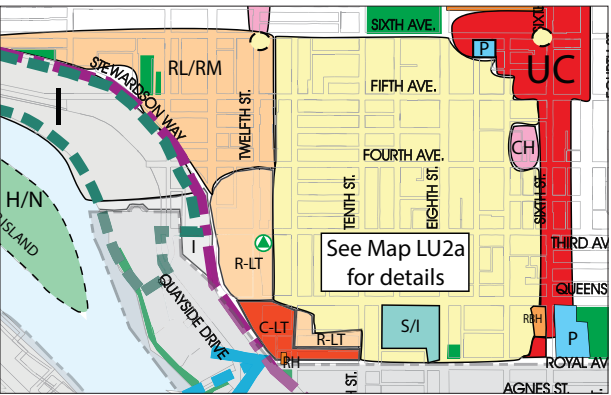 SIXTH AVE.
SIXTH
P
UC
RL/RM
STEWARDSON WAY
I
FIFTH AVE.
TWELFTH ST.
FOURTH AVE.
CH
H/N
ISLAND
TENTH ST.
EIGHTH ST.
SIXTH ST.
I
See Map LU2a
for details
THIRD AV
R-LT
QUEENS
QUAYSIDE DRIVE
C-LT
R-LT
S/I
RBH
P
RH
ROYAL AV
H ST.
AGNES ST.